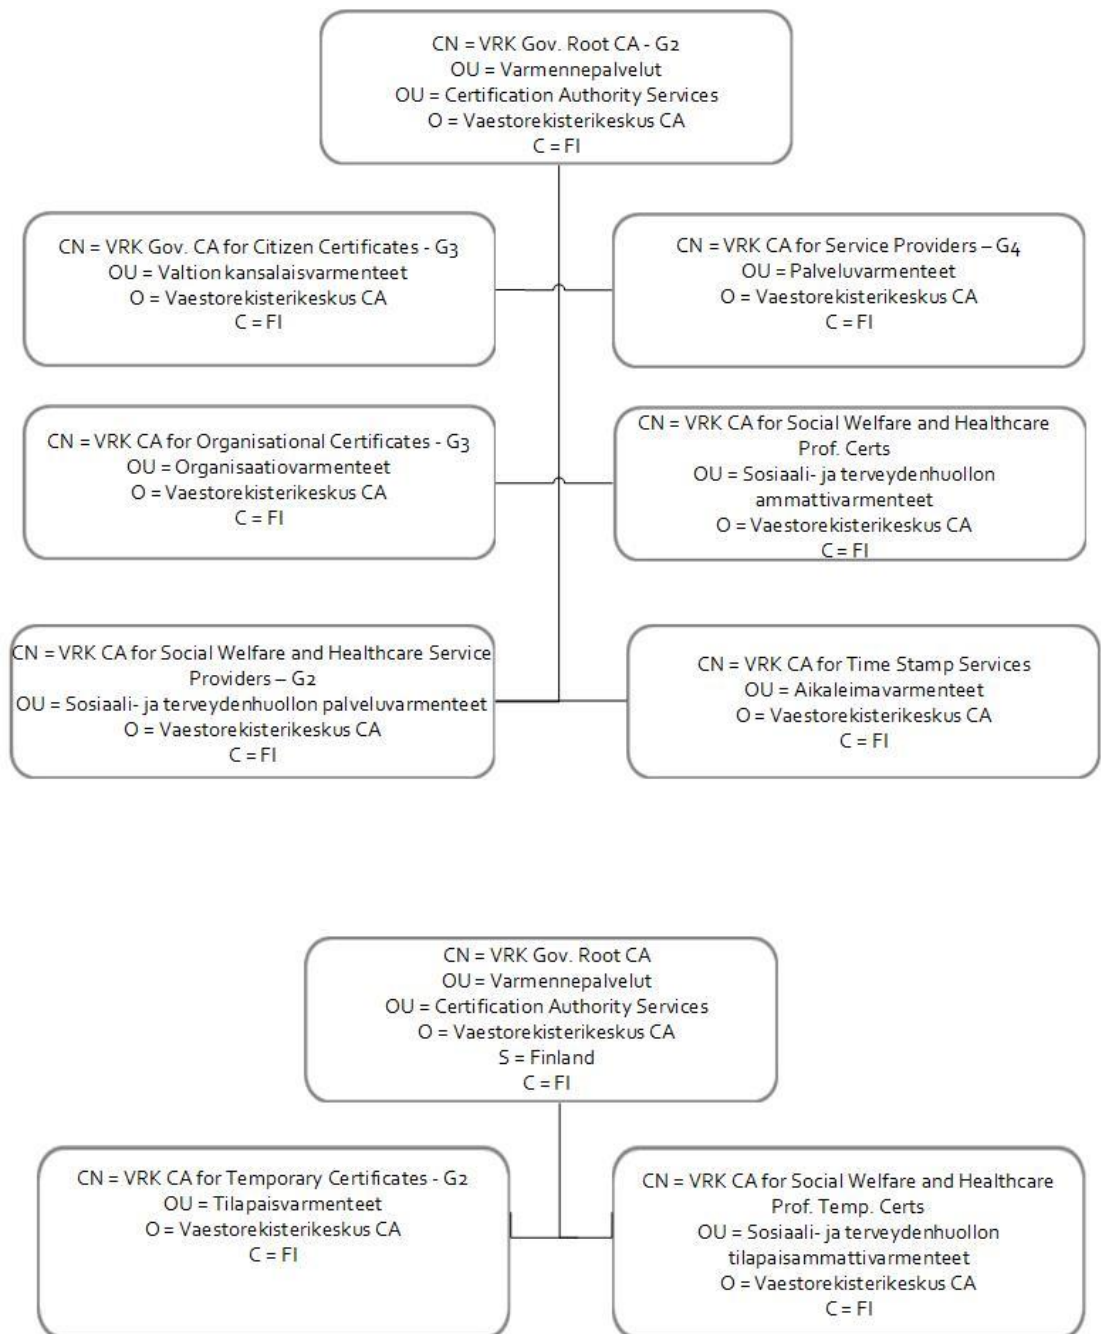 CN = VRK Gov. Root CA - G2
OU = Varmennepalvelut
OU = Certification Authority Services
O = Vaestorekisterikeskus CA
C = FI
CN = VRK Gov. CA for Citizen Certificates - G3
OU = Valtion kansalaisvarmenteet
O = Vaestorekisterikeskus CA
C = FI
CN = VRK CA for Service Providers – G4
OU = Palveluvarmenteet
O = Vaestorekisterikeskus CA
C = FI
CN = VRK CA for Organisational Certificates - G3
OU = Organisaatiovarmenteet
O = Vaestorekisterikeskus CA
C = FI
CN = VRK CA for Social Welfare and Healthcare
Prof. Certs
OU = Sosiaali- ja terveydenhuollon
ammattivarmenteet
O = Vaestorekisterikeskus CA
C = FI
CN = VRK CA for Social Welfare and Healthcare Service
Providers – G2
OU = Sosiaali- ja terveydenhuollon palveluvarmenteet
O = Vaestorekisterikeskus CA
C = FI
CN = VRK CA for Time Stamp Services
OU = Aikaleimavarmenteet
O = Vaestorekisterikeskus CA
C = FI
CN = VRK Gov. Root CA
OU = Varmennepalvelut
OU = Certification Authority Services
O = Vaestorekisterikeskus CA
S = Finland
C = FI
CN = VRK CA for Temporary Certificates - G2
OU = Tilapaisvarmenteet
O = Vaestorekisterikeskus CA
C = FI
CN = VRK CA for Social Welfare and Healthcare
Prof. Temp. Certs
OU = Sosiaali- ja terveydenhuollon
tilapaisammattivarmenteet
O = Vaestorekisterikeskus CA
C = FI